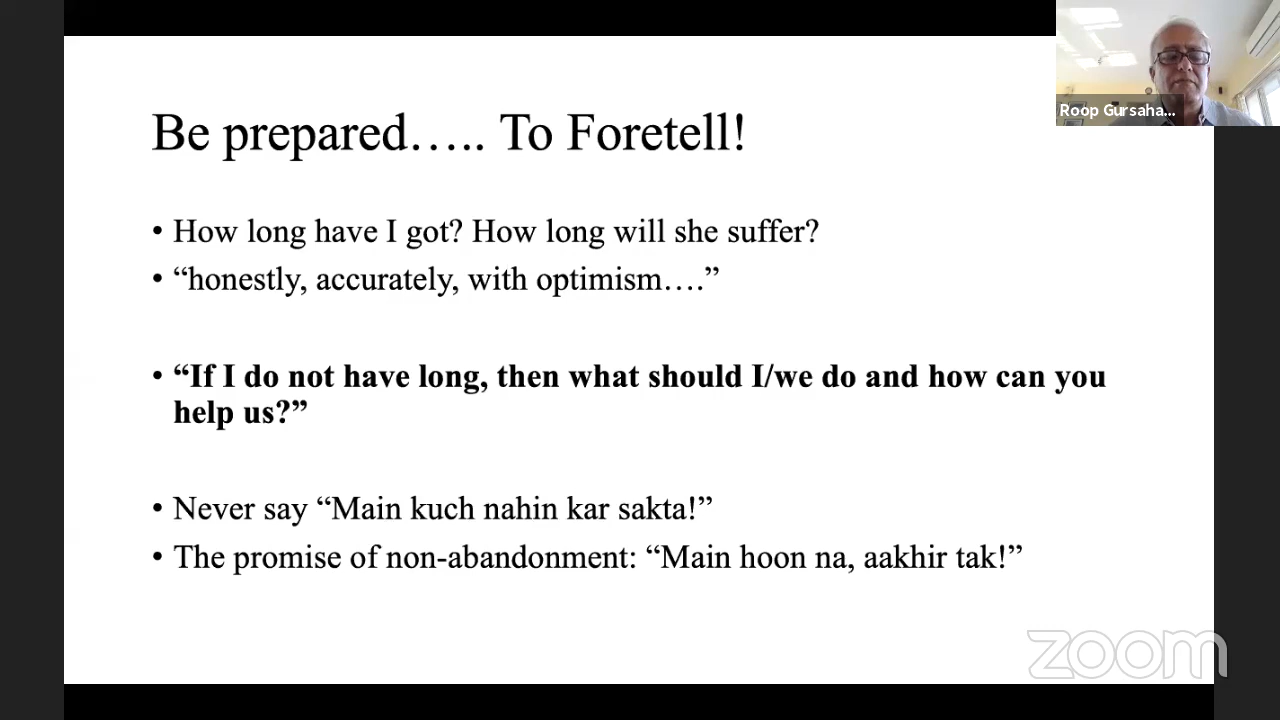 Roop Gursaha...
Be prepared….. To Foretell!
• How long have I got? How long will she suffer?
• “honestly, accurately, with optimism….”
• “If I do not have long, then what should I/we do and how can you
help us?”
• Never say “Main kuch nahin kar sakta!”
• The promise of non-abandonment: “Main hoon na, aakhir tak!”
zoom